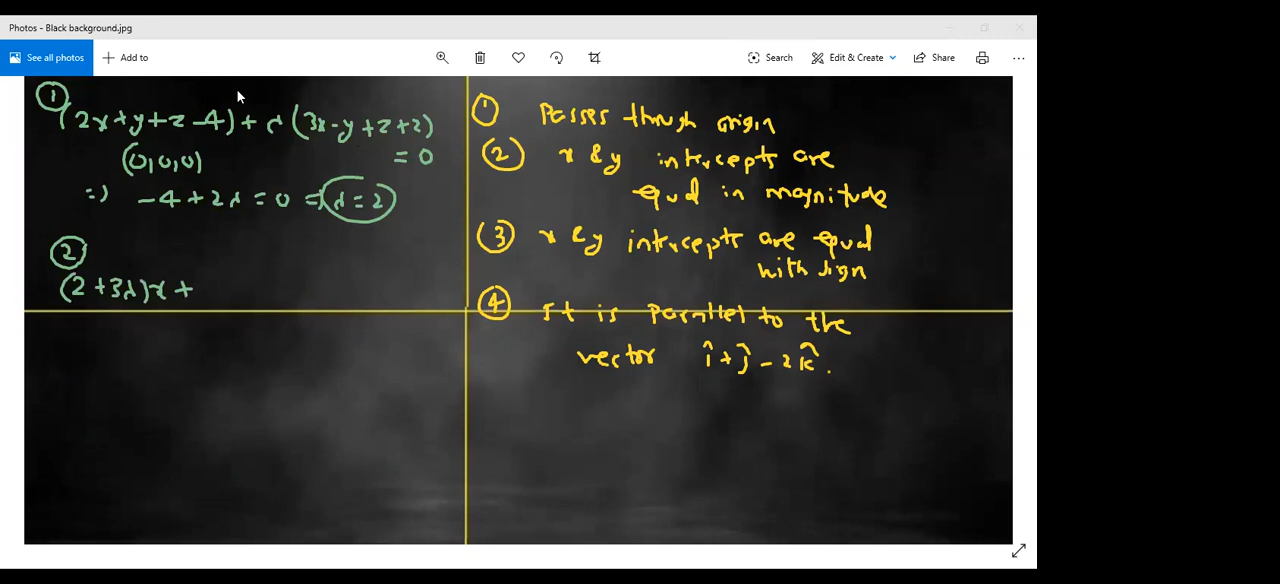 Photos - Black background.jpg
See all photos
Add to
Search
Edit & Create
Share
①
(2x+y+z-4)+λ(3x-y+z+2)
=0
(0,0,0)
=) -4+2λ=0 =) λ=2
②
(2+3λ)x+
① Passes through origin
② x & y intercepts are
equal in magnitude
③ x & y intercepts are equal
with sign
④ It is parallel to the
vector î+ĵ-2k̂.